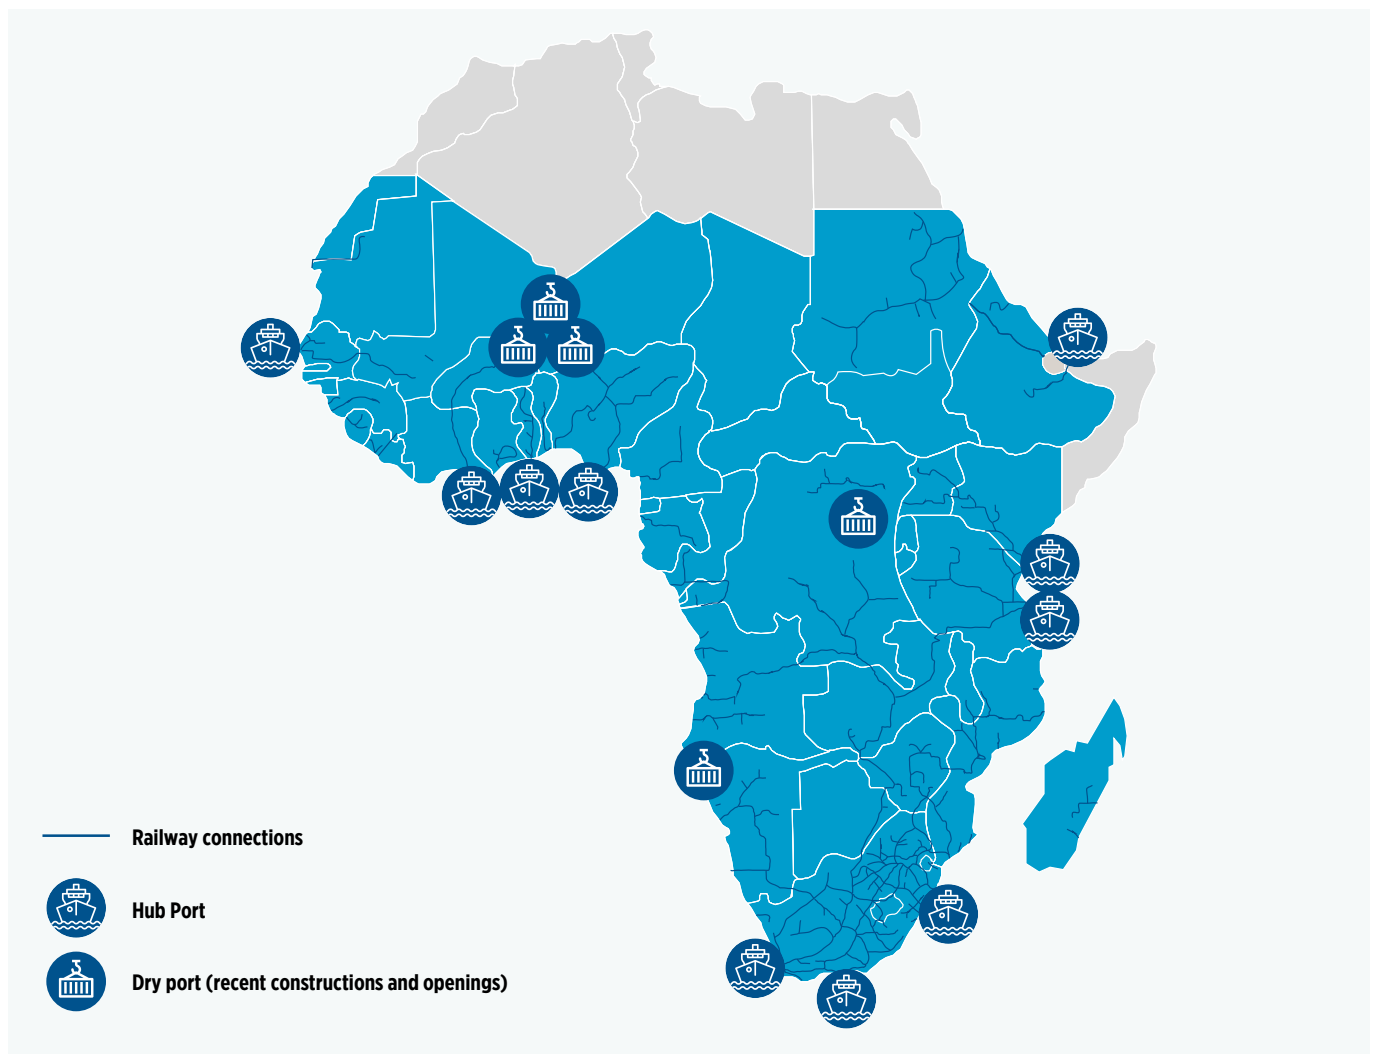 Railway connections
Hub Port
Dry port (recent constructions and openings)